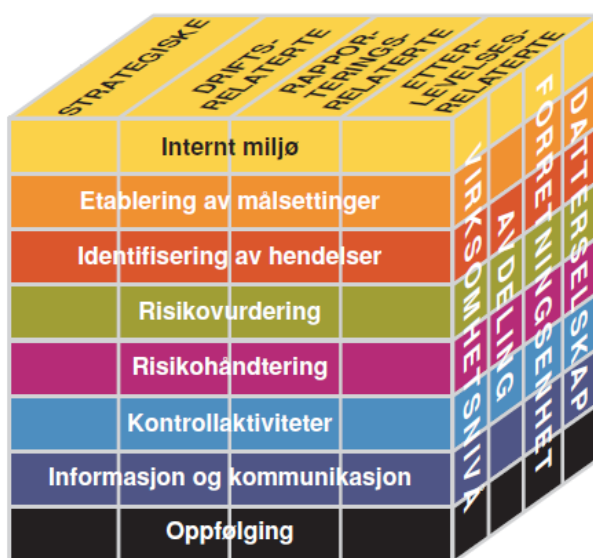 STRATEGISKE
DRIFTS-
RELATERTE
RAPPOR-
TERINGS-
RELATERTE
ETTER-
LEVELSES-
RELATERTE
Internt miljø
Etablering av målsettinger
Identifisering av hendelser
Risikovurdering
Risikohåndtering
Kontrollaktiviteter
Informasjon og kommunikasjon
Oppfølging
VIRKSOMHETSNIVÅ
AVDELING
FORRETNINGSENHET
DATTERSELSKAP